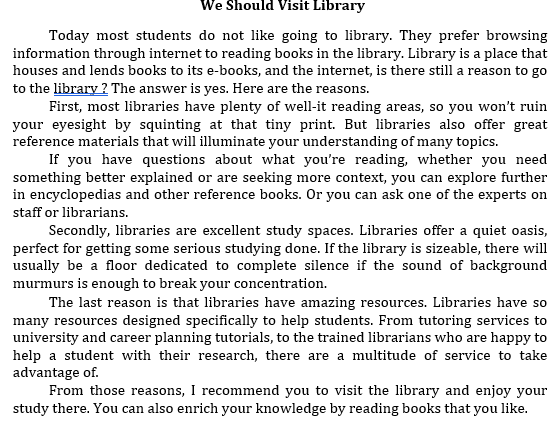 We Should Visit Library
Today most students do not like going to library. They prefer browsing
information through internet to reading books in the library. Library is a place that
houses and lends books to its e-books, and the internet, is there still a reason to go
to the library ? The answer is yes. Here are the reasons.
First, most libraries have plenty of well-it reading areas, so you won't ruin
your eyesight by squinting at that tiny print. But libraries also offer great
reference materials that will illuminate your understanding of many topics.
If you have questions about what you're reading, whether you need
something better explained or are seeking more context, you can explore further
in encyclopedias and other reference books. Or you can ask one of the experts on
staff or librarians.
Secondly, libraries are excellent study spaces. Libraries offer a quiet oasis,
perfect for getting some serious studying done. If the library is sizeable, there will
usually be a floor dedicated to complete silence if the sound of background
murmurs is enough to break your concentration.
The last reason is that libraries have amazing resources. Libraries have so
many resources designed specifically to help students. From tutoring services to
university and career planning tutorials, to the trained librarians who are happy to
help a student with their research, there are a multitude of service to take
advantage of.
From those reasons, I recommend you to visit the library and enjoy your
study there. You can also enrich your knowledge by reading books that you like.